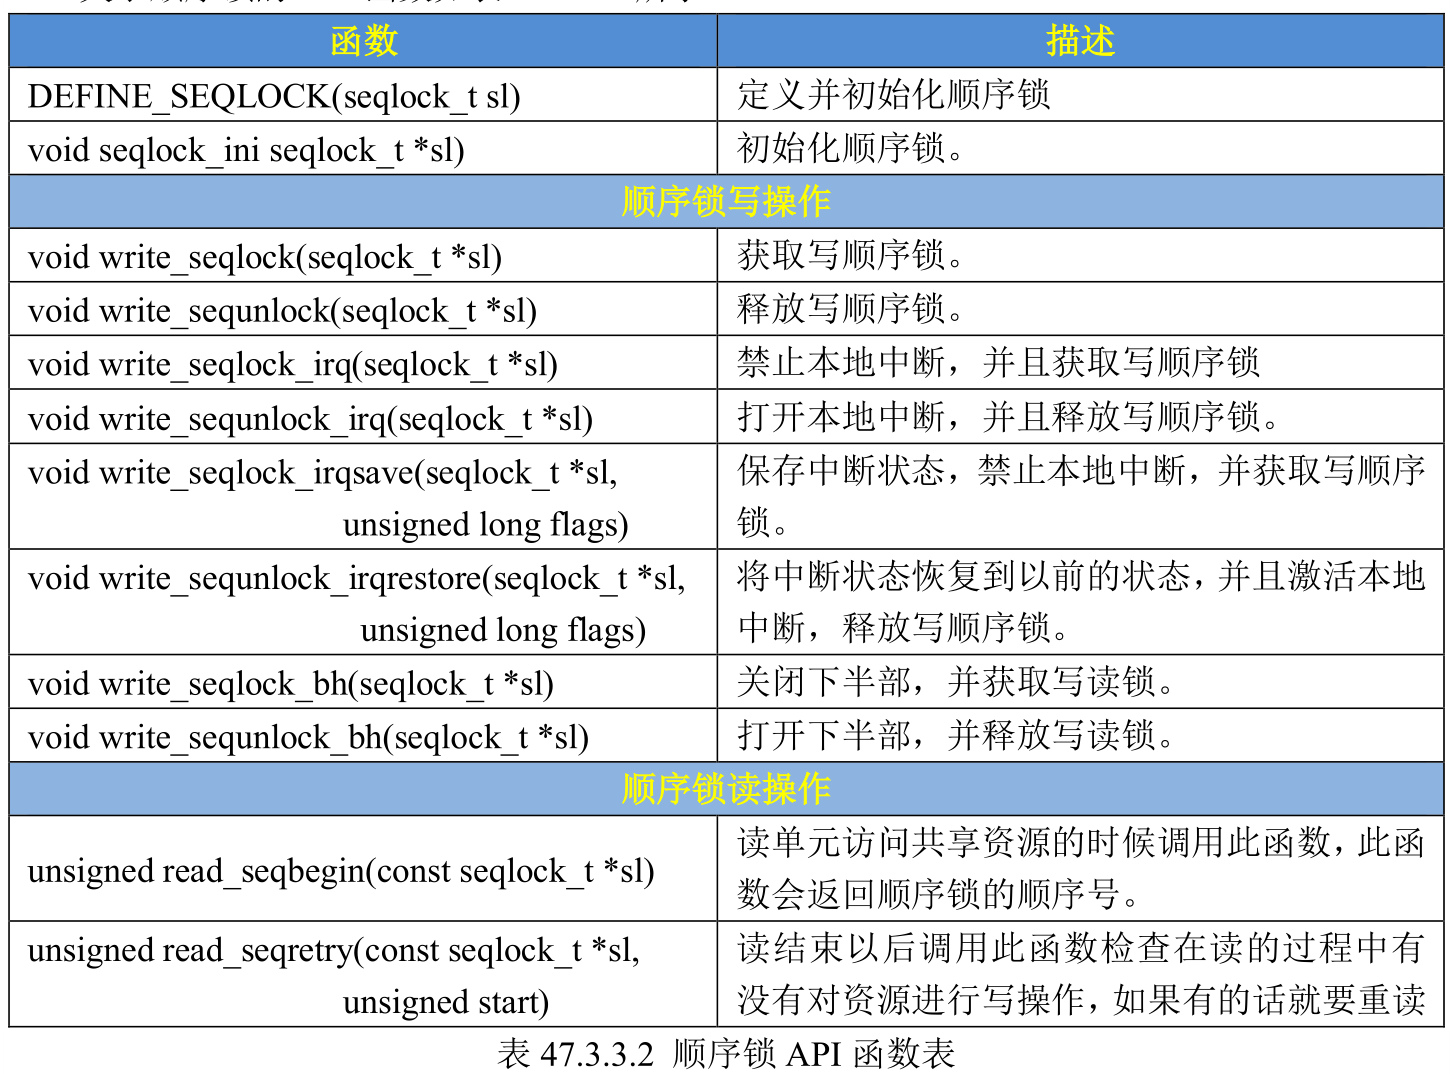 函数 描述
DEFINE_SEQLOCK(seqlock_t sl) 定义并初始化顺序锁
void seqlock_ini seqlock_t *sl) 初始化顺序锁。
顺序锁写操作
void write_seqlock(seqlock_t *sl) 获取写顺序锁。
void write_sequnlock(seqlock_t *sl) 释放写顺序锁。
void write_seqlock_irq(seqlock_t *sl) 禁止本地中断，并且获取写顺序锁
void write_sequnlock_irq(seqlock_t *sl) 打开本地中断，并且释放写顺序锁。
void write_seqlock_irqsave(seqlock_t *sl, 保存中断状态，禁止本地中断，并获取写顺序
unsigned long flags) 锁。
void write_sequnlock_irqrestore(seqlock_t *sl, 将中断状态恢复到以前的状态，并且激活本地
unsigned long flags) 中断，释放写顺序锁。
void write_seqlock_bh(seqlock_t *sl) 关闭下半部，并获取写读锁。
void write_sequnlock_bh(seqlock_t *sl) 打开下半部，并释放写读锁。
顺序锁读操作
unsigned read_seqbegin(const seqlock_t *sl) 读单元访问共享资源的时候调用此函数，此函
数会返回顺序锁的顺序号。
unsigned read_seqretry(const seqlock_t *sl, 读结束以后调用此函数检查在读的过程中有
unsigned start) 没有对资源进行写操作，如果有的话就要重读
表 47.3.3.2 顺序锁 API 函数表